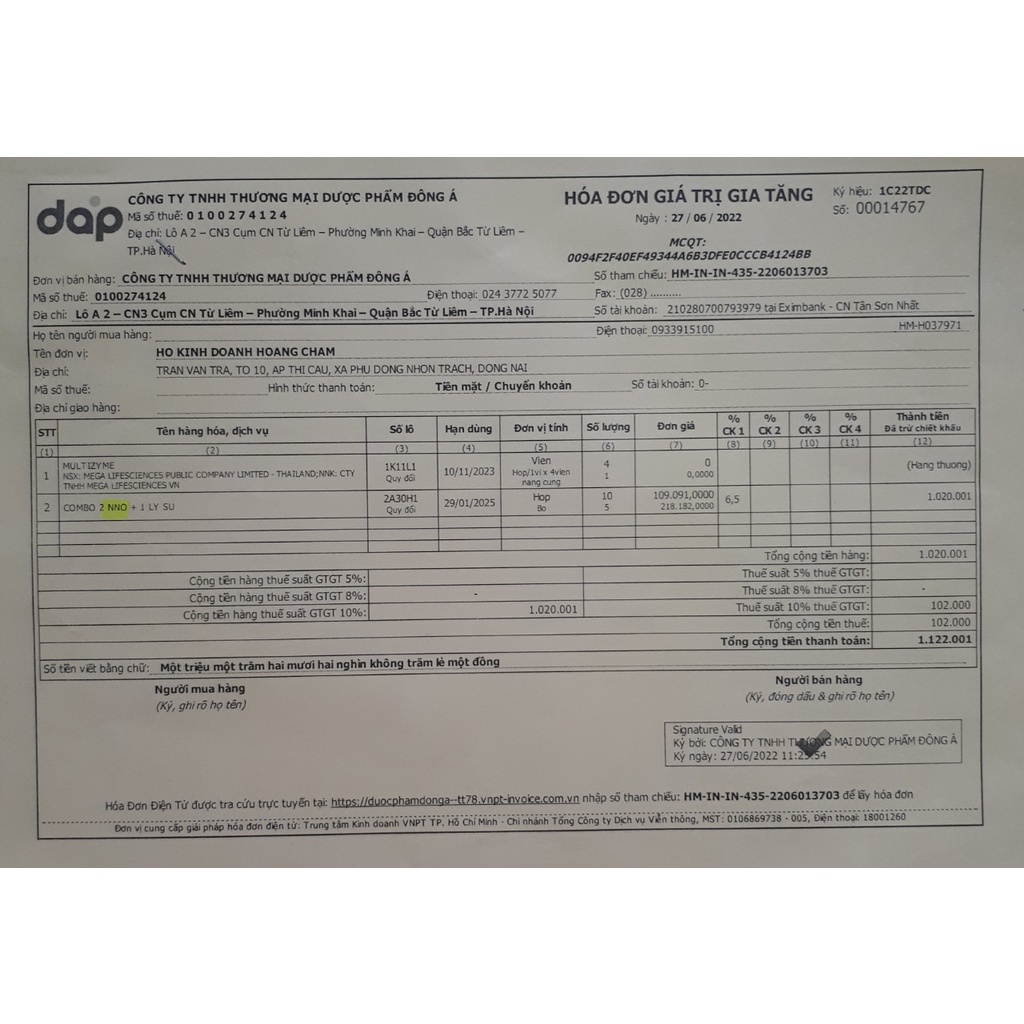 dap
CÔNG TY TNHH THƯƠNG MẠI DƯỢC PHẨM ĐÔNG Á
Mã số thuế: 0100274124
Địa chỉ: Lô A 2 – CN3 Cụm CN Từ Liêm – Phường Minh Khai – Quận Bắc Từ Liêm –
TP.Hà Nội
HÓA ĐƠN GIÁ TRỊ GIA TĂNG
Ngày : 27 / 06 / 2022
Ký hiệu: 1C22TDC
Số: 00014767
MCQT:
0094F2F40EF49344A6B3DFE0CCCB4124BB
Đơn vị bán hàng: CÔNG TY TNHH THƯƠNG MẠI DƯỢC PHẨM ĐÔNG Á
Số tham chiếu: HM-IN-IN-435-2206013703
Mã số thuế: 0100274124 Điện thoại: 024 3772 5077 Fax: (028) ..........
Địa chỉ: Lô A 2 – CN3 Cụm CN Từ Liêm – Phường Minh Khai – Quận Bắc Từ Liêm – TP.Hà Nội Số tài khoản: 210280700793979 tại Eximbank - CN Tân Sơn Nhất
Họ tên người mua hàng: Điện thoại: 0933915100 HM-H037971
Tên đơn vị: HO KINH DOANH HOANG CHAM
Địa chỉ: TRAN VAN TRA, TO 10, AP THI CAU, XA PHU DONG NHON TRACH, DONG NAI
Mã số thuế: Hình thức thanh toán: Tiền mặt / Chuyển khoản Số tài khoản: 0-
Địa chỉ giao hàng:
STT Tên hàng hóa, dịch vụ Số lô Hạn dùng Đơn vị tính Số lượng Đơn giá % CK 1 % CK 2 % CK 3 % CK 4 Thành tiền Đã trừ chiết khấu
(1) (2) (3) (4) (5) (6) (7) (8) (9) (10) (11) (12)
1 MULTIZYME 1K11L1 10/11/2023 Vien 4 0 (Hang thuong)
NSX: MEGA LIFESCIENCES PUBLIC COMPANY LIMITED - THAILAND;NNK: CTY Quy đổi Hop/1vi x 4vien 1 0,0000
TNHH MEGA LIFESCIENCES VN nang cung
2 COMBO 2 NNO + 1 LY SU 2A30H1 29/01/2025 Hop 10 109.091,0000 6,5 1.020.001
Quy đổi Bo 5 218.182,0000
Tổng cộng tiền hàng: 1.020.001
Cộng tiền hàng thuế suất GTGT 5%: Thuế suất 5% thuế GTGT:
Cộng tiền hàng thuế suất GTGT 8%: - Thuế suất 8% thuế GTGT: -
Cộng tiền hàng thuế suất GTGT 10%: 1.020.001 Thuế suất 10% thuế GTGT: 102.000
Tổng cộng tiền thuế: 102.000
Tổng cộng tiền thanh toán: 1.122.001
Số tiền viết bằng chữ: Một triệu một trăm hai mươi hai nghìn không trăm lẻ một đồng
Người mua hàng Người bán hàng
(Ký, ghi rõ họ tên) (Ký, đóng dấu & ghi rõ họ tên)
Signature Valid
Ký bởi: CÔNG TY TNHH THƯƠNG MẠI DƯỢC PHẨM ĐÔNG Á
Ký ngày: 27/06/2022
Hóa Đơn Điện Tử được tra cứu trực tuyến tại: https://duocphamdonga--tt78.vnpt-invoice.com.vn nhập số tham chiếu: HM-IN-IN-435-2206013703 để lấy hóa đơn
Đơn vị cung cấp giải pháp hóa đơn điện tử: Trung tâm Kinh doanh VNPT TP. Hồ Chí Minh - Chi nhánh Tổng Công ty Dịch vụ Viễn thông, MST: 0106869738 - 005, Điện thoại: 18001260